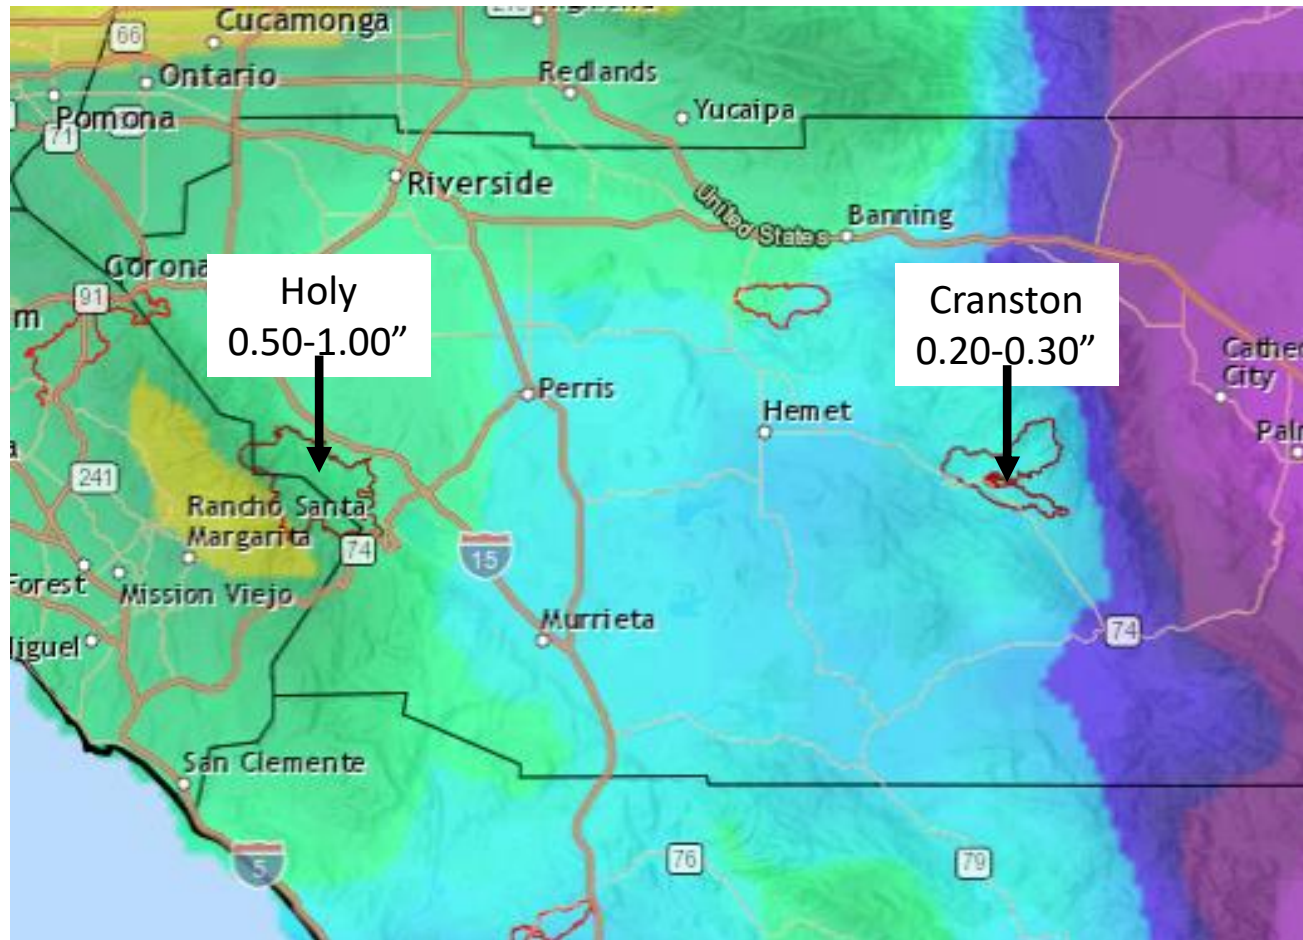 66
Cucamonga
Ontario
Redlands
Pomona
71
Yucaipa
Riverside
United States
Banning
Corona
91
m
Holy
0.50-1.00”
Cranston
0.20-0.30”
City
Perris
Hemet
a
241
Rancho Santa
Margarita
74
15
Forest
Mission Viejo
Murrieta
74
San Clemente
5
76
79